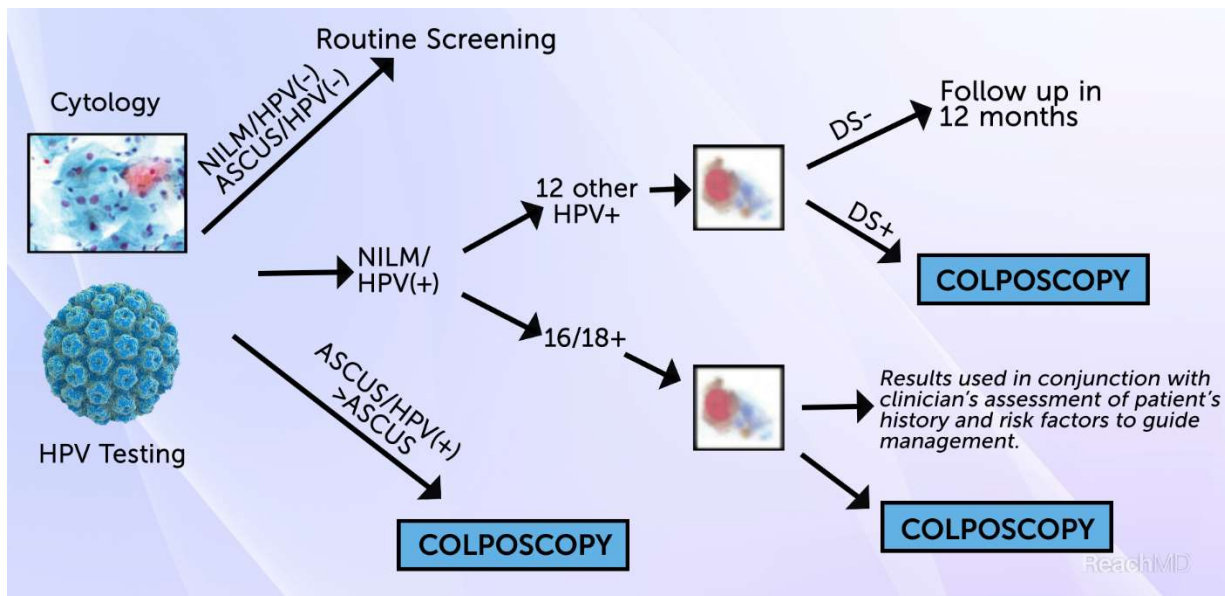 Routine Screening
Cytology
NILM/HPV(-)
ASCUS/HPV(-)
HPV Testing
NILM/
HPV(+)
ASCUS/HPV(+)
>ASCUS
COLPOSCOPY
12 other
HPV+
16/18+
DS-
Follow up in
12 months
DS+
COLPOSCOPY
Results used in conjunction with
clinician's assessment of patient's
history and risk factors to guide
management.
COLPOSCOPY
ReachMD